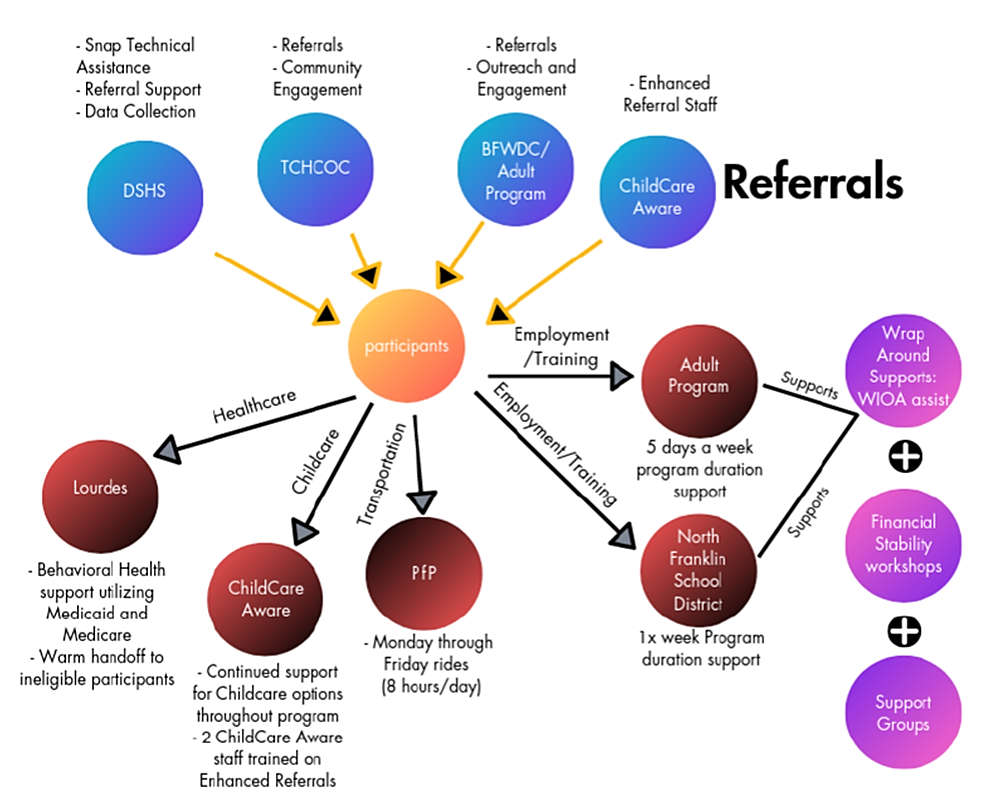 - Snap Technical
Assistance
- Referral Support
- Data Collection
- Referrals
- Community
Engagement
- Referrals
- Outreach and
Engagement
- Enhanced
Referral Staff
DSHS
TCHCOC
BFWDC/
Adult
Program
ChildCare
Aware
Referrals
participants
Employment
/Training
Adult
Program
5 days a week
program duration
support
Supports
Wrap
Around
Supports:
WIOA assist
Healthcare
Childcare
Transportation
Employment/Training
Supports
Lourdes
- Behavioral Health
support utilizing
Medicaid and
Medicare
- Warm handoff to
ineligible participants
ChildCare
Aware
- Continued support
for Childcare options
throughout program
- 2 ChildCare Aware
staff trained on
Enhanced Referrals
PfP
- Monday through
Friday rides
(8 hours/day)
North
Franklin
School
District
1x week Program
duration support
Financial
Stability
workshops
Support
Groups